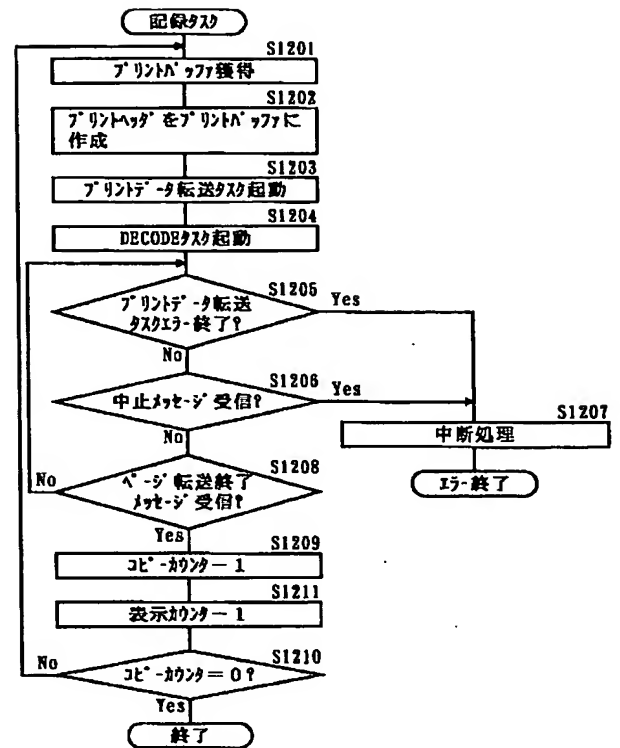 記録ﾀｽｸ
S1201
ﾌﾟﾘﾝﾄﾊﾞｯﾌｧ獲得
S1202
ﾌﾟﾘﾝﾄﾍｯﾀﾞをﾌﾟﾘﾝﾄﾊﾞｯﾌｧに
作成
S1203
ﾌﾟﾘﾝﾄﾃﾞｰﾀ転送ﾀｽｸ起動
S1204
DECODEﾀｽｸ起動
S1205
ﾌﾟﾘﾝﾄﾃﾞｰﾀ転送
ﾀｽｸｴﾗｰ終了?
Yes
No
S1206
中止ﾒｯｾｰｼﾞ受信?
Yes
S1207
中断処理
No
S1208
ﾍﾟｰｼﾞ転送終了
ﾒｯｾｰｼﾞ受信?
No
ｴﾗｰ終了
Yes
S1209
ｺﾋﾟｰｶｳﾝﾀ－1
S1211
表示ｶｳﾝﾀ－1
S1210
No
ｺﾋﾟｰｶｳﾝﾀ＝0?
Yes
終了